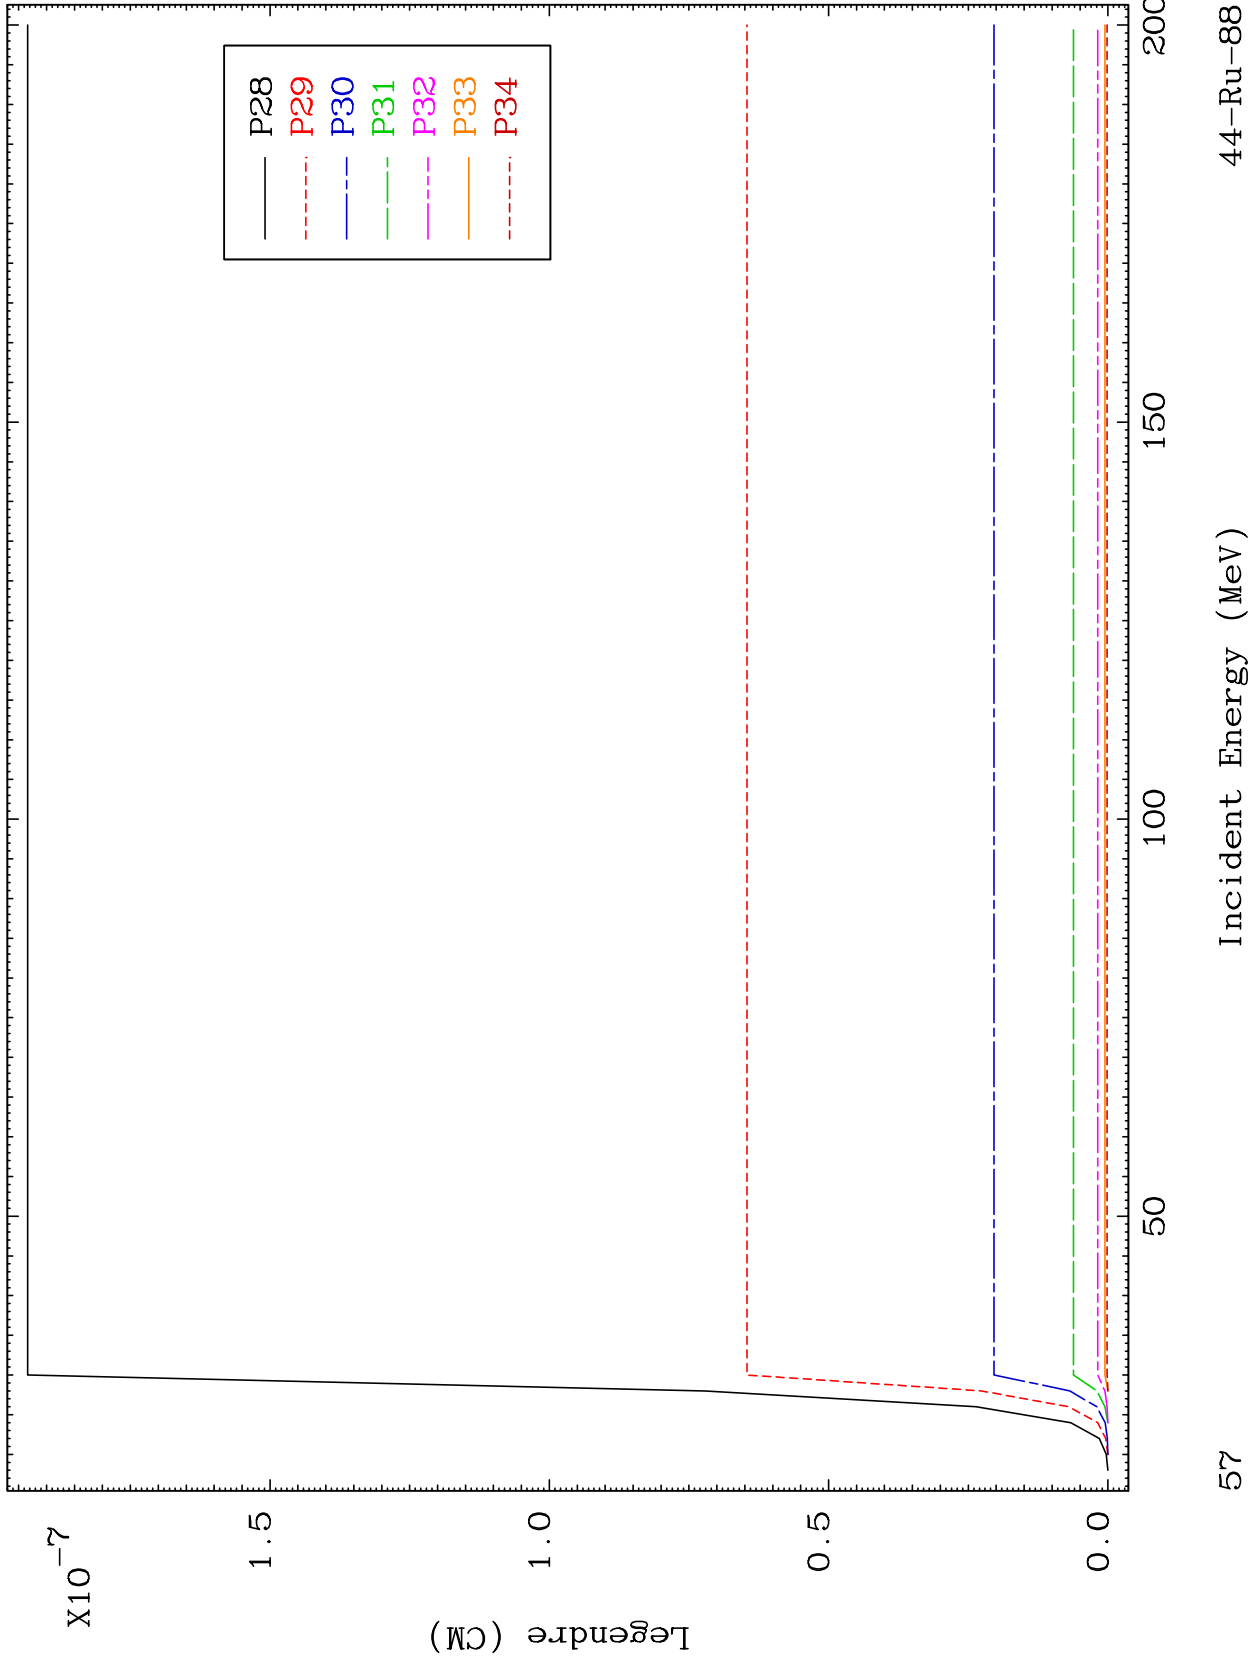 X10-7
1.5
1.0
0.5
0.0
Legendre (CM)
P28
P29
P30
P31
P32
P33
P34
50
100
150
200
Incident Energy (MeV)
57
44-Ru-88